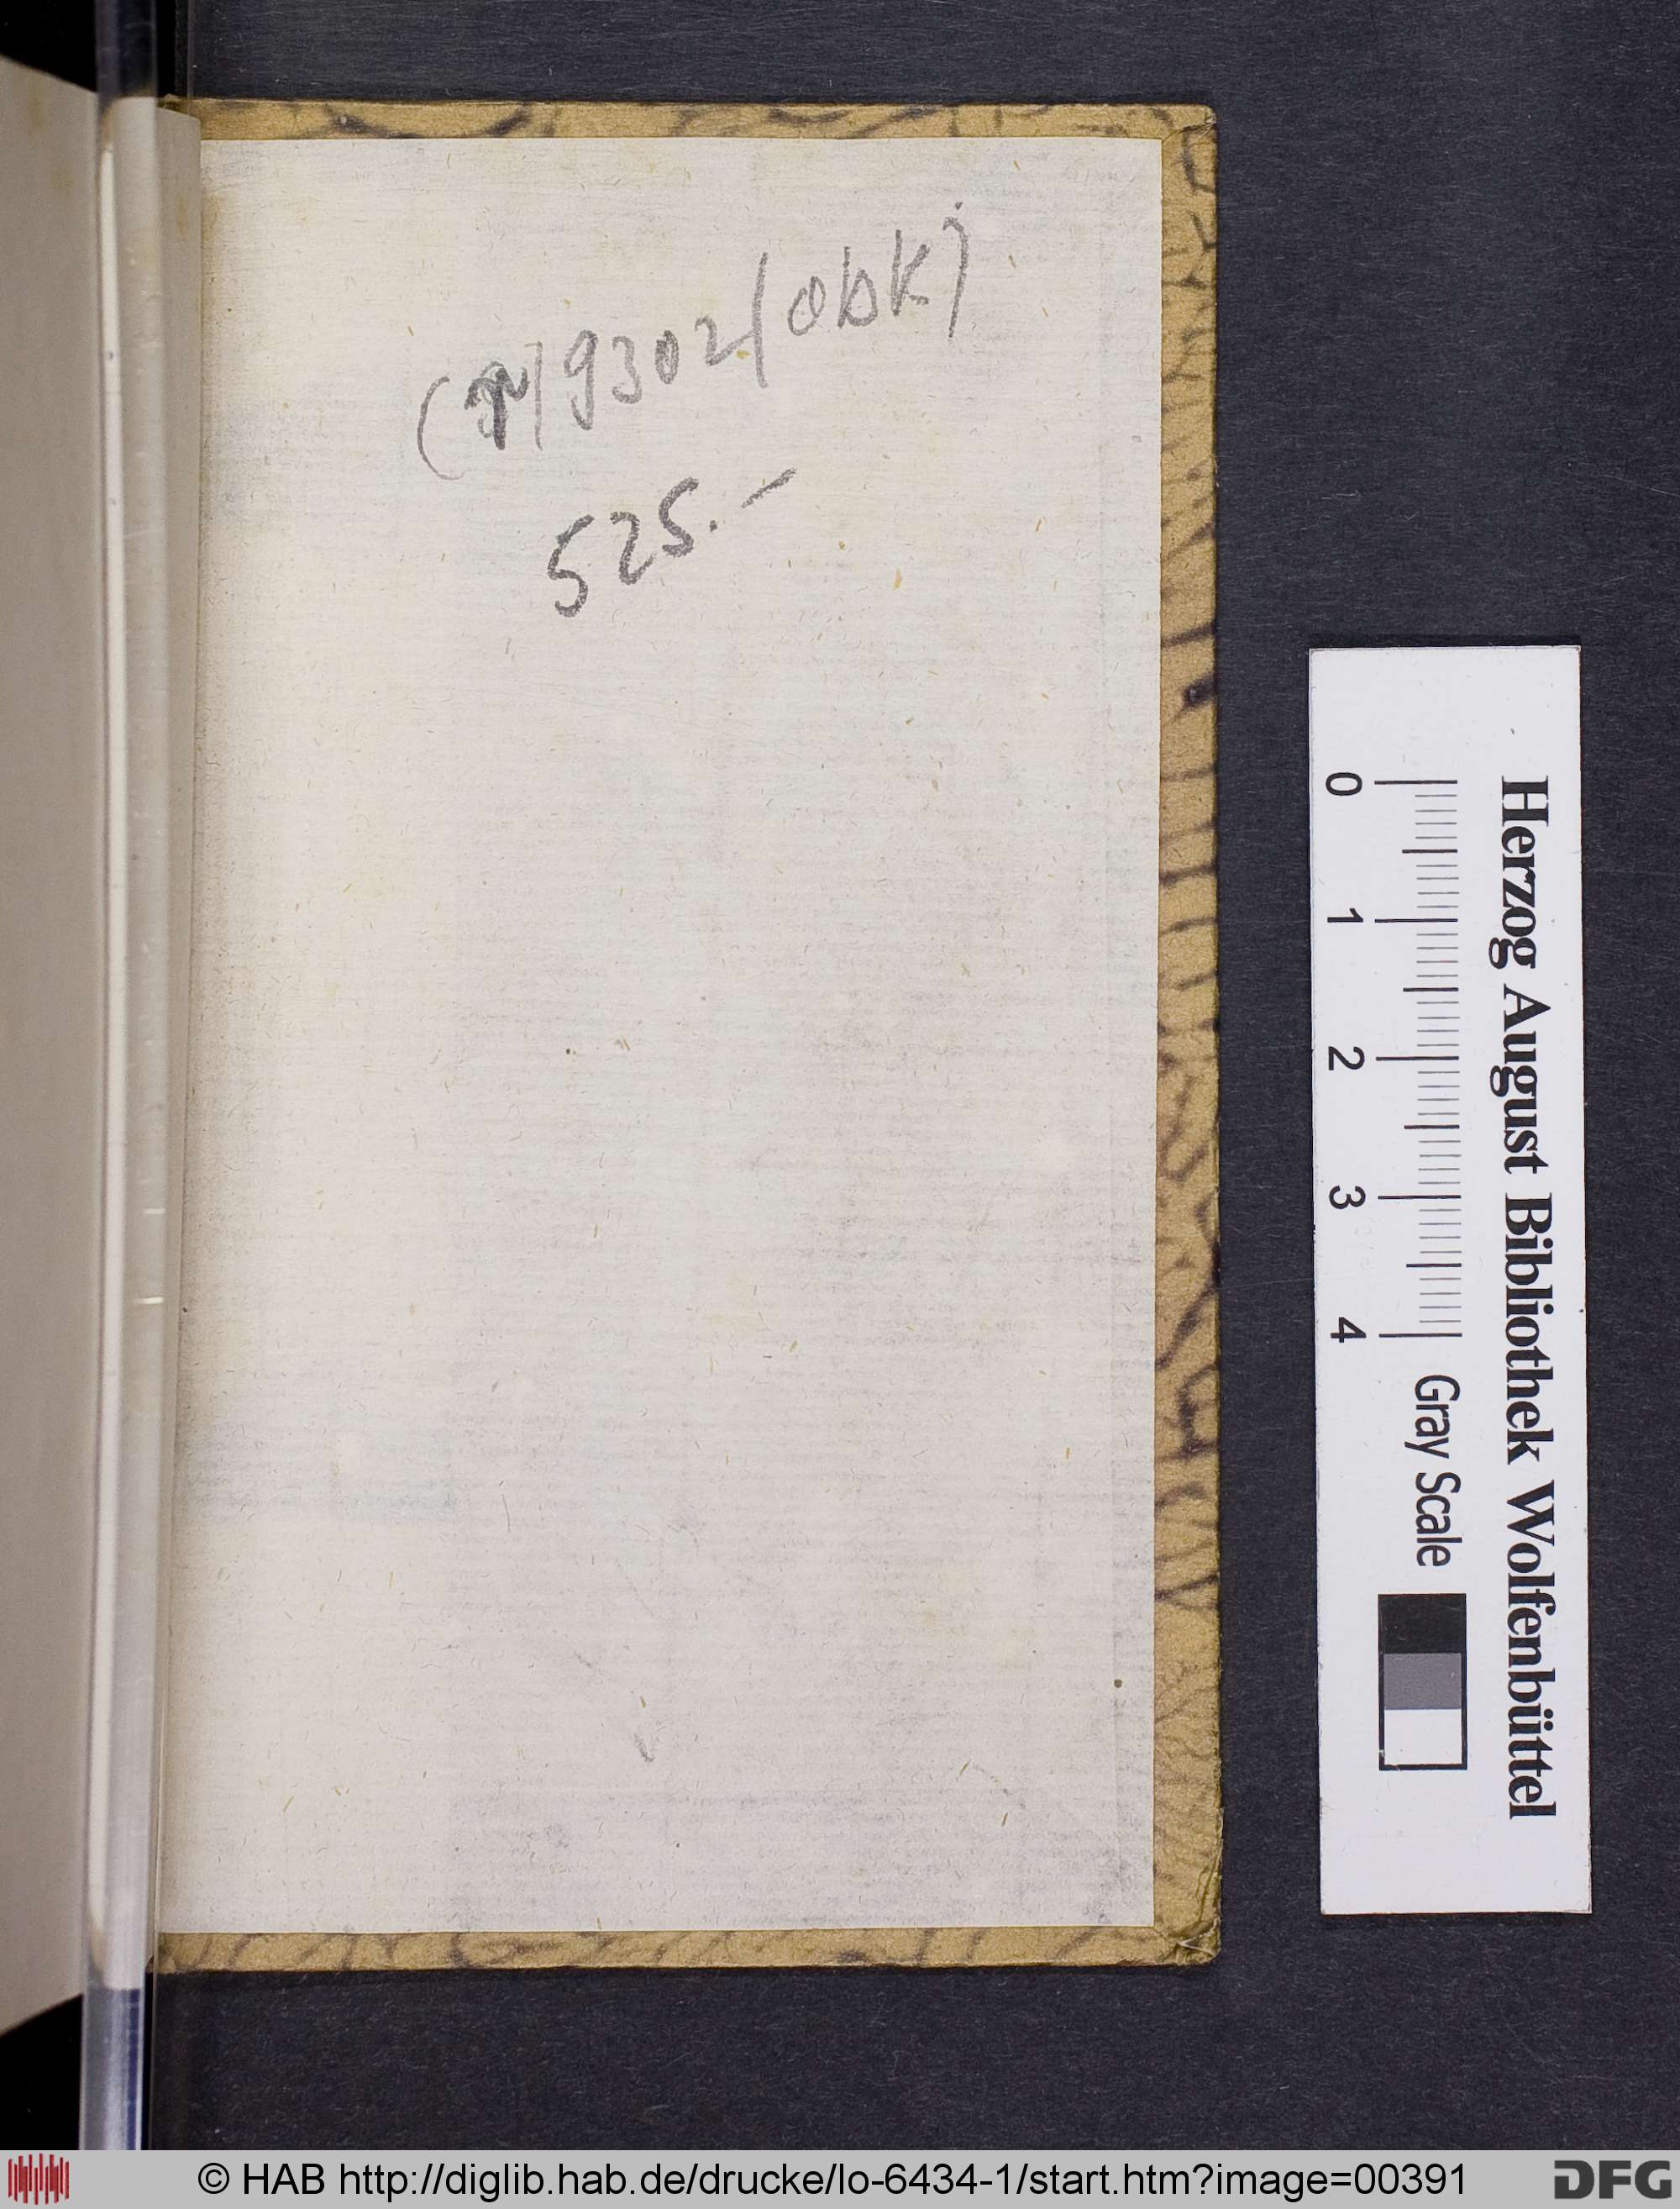 9302/obk)
525.-
Herzog August Bibliothek Wolfenbüttel
0 1 2 3 4 Gray Scale
© HAB http://diglib.hab.de/drucke/lo-6434-1/start.htm?image=00391
DFG